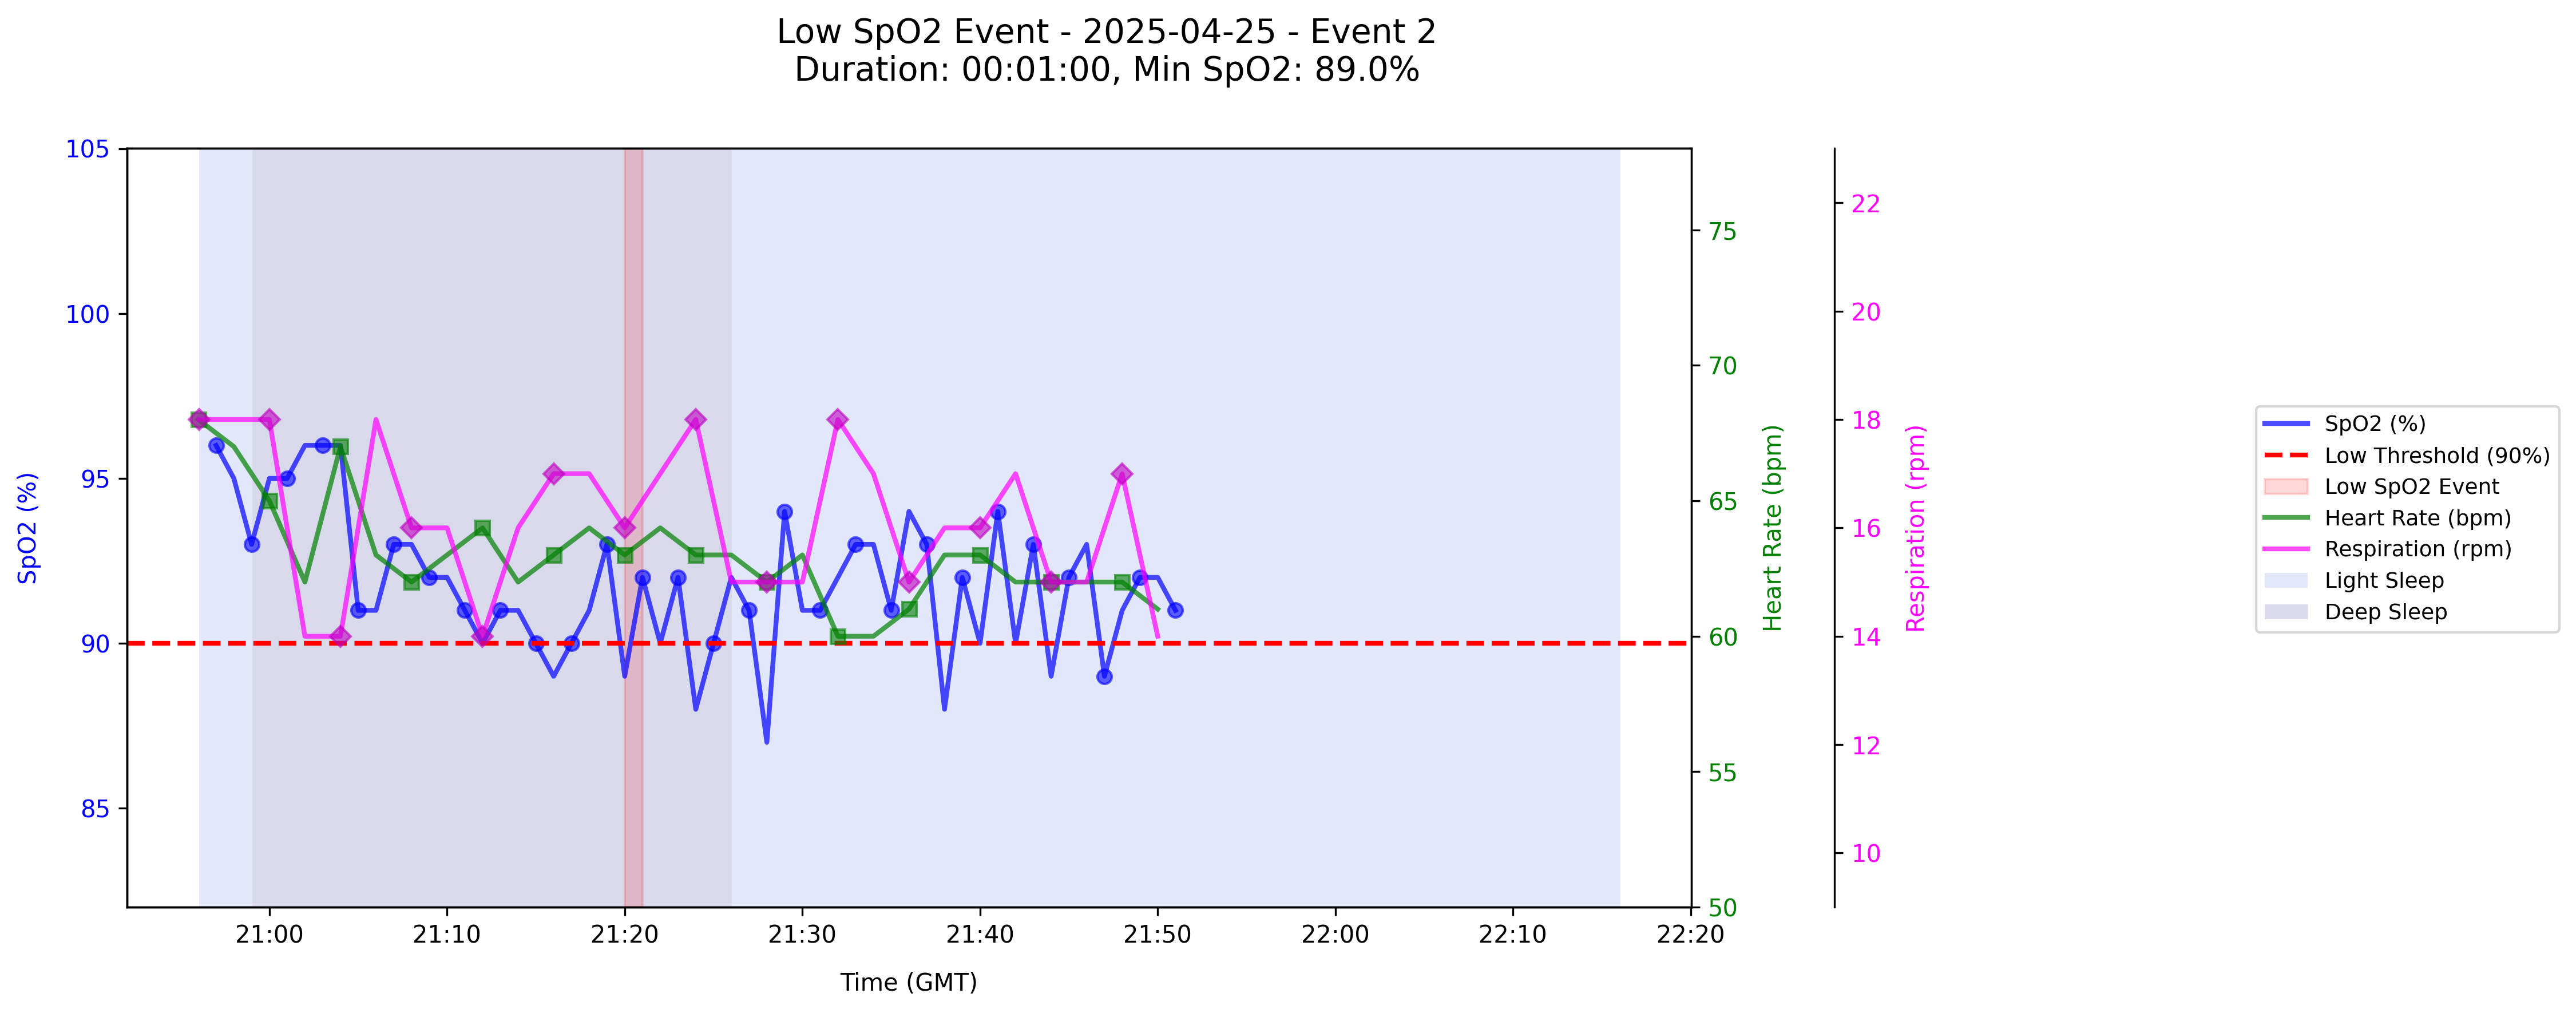 Low SpO2 Event - 2025-04-25 - Event 2
Duration: 00:01:00, Min SpO2: 89.0%
105
100
95
90
85
SpO2 (%)
21:00
21:10
21:20
21:30
21:40
21:50
22:00
22:10
22:20
Time (GMT)
75
70
65
60
55
50
Heart Rate (bpm)
22
20
18
16
14
12
10
Respiration (rpm)
SpO2 (%)
Low Threshold (90%)
Low SpO2 Event
Heart Rate (bpm)
Respiration (rpm)
Light Sleep
Deep Sleep